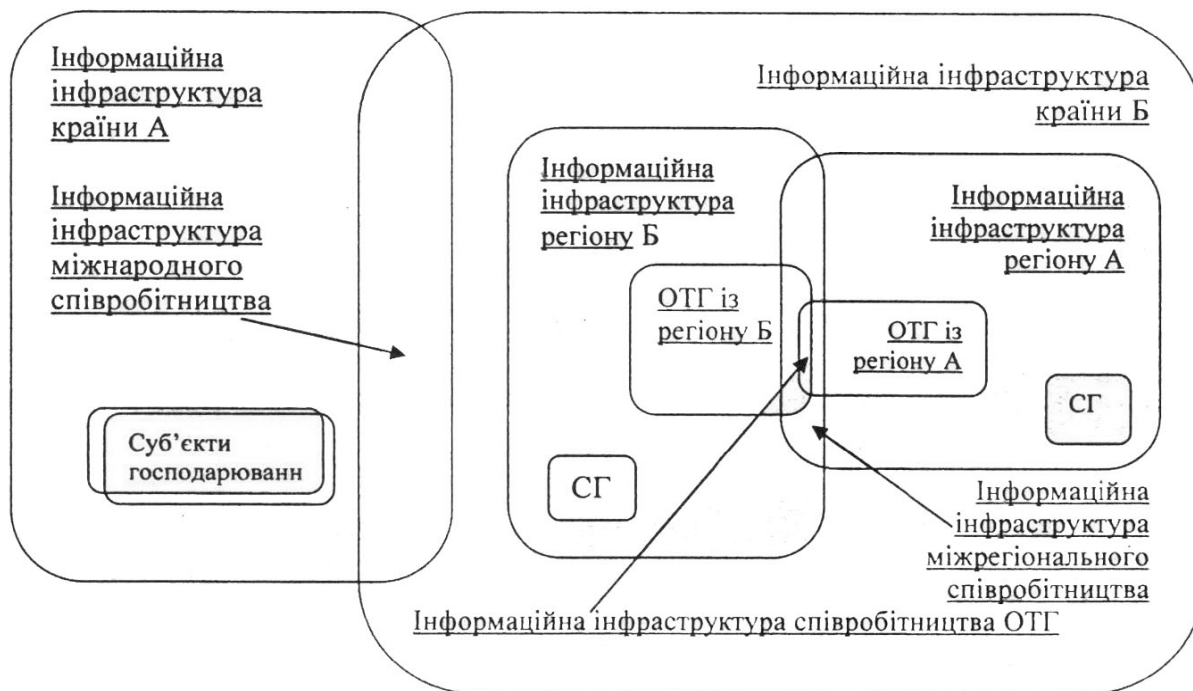 Інформаційна
інфраструктура
країни А
Інформаційна
інфраструктура
міжнародного
співробітництва
Суб’єкти
господарюванн
Інформаційна інфраструктура
країни Б
Інформаційна
інфраструктура
регіону Б
ОТГ із
регіону Б
СГ
Інформаційна
інфраструктура
регіону А
ОТГ із
регіону А
СГ
Інформаційна
інфраструктура
міжрегіонального
співробітництва
Інформаційна інфраструктура співробітництва ОТГ